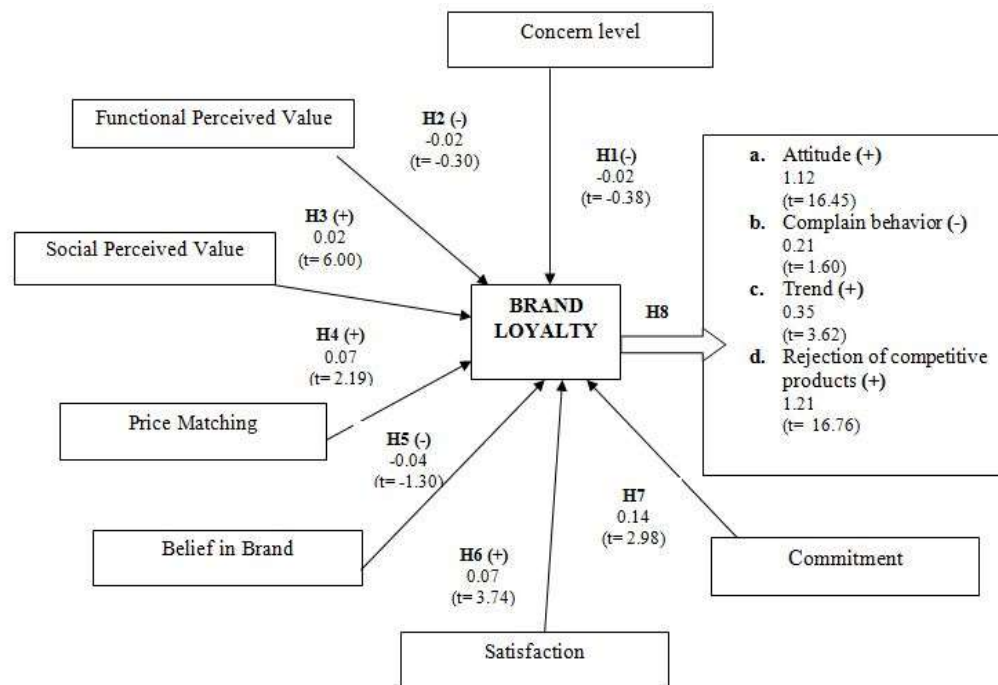 Concern level
Functional Perceived Value
H2 (-)
-0.02
(t= -0.30)
H1(-)
-0.02
(t= -0.38)
H3 (+)
0.02
(t= 6.00)
Social Perceived Value
BRAND
LOYALTY
H8
a. Attitude (+)
1.12
(t= 16.45)
b. Complain behavior (-)
0.21
(t= 1.60)
c. Trend (+)
0.35
(t= 3.62)
d. Rejection of competitive
products (+)
1.21
(t= 16.76)
H4 (+)
0.07
(t= 2.19)
Price Matching
H5 (-)
-0.04
(t= -1.30)
Belief in Brand
H6 (+)
0.07
(t= 3.74)
H7
0.14
(t= 2.98)
Commitment
Satisfaction